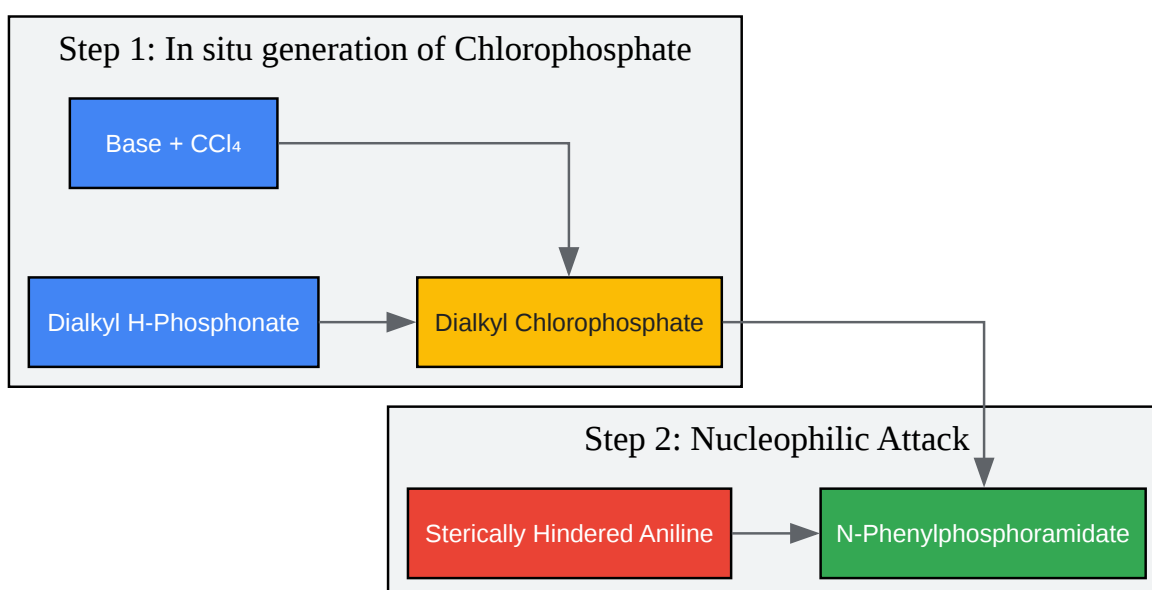 Step 1: In situ generation of Chlorophosphate
Base + CCl₄
Dialkyl H-Phosphonate
Dialkyl Chlorophosphate
Step 2: Nucleophilic Attack
Sterically Hindered Aniline
N-Phenylphosphoramidate